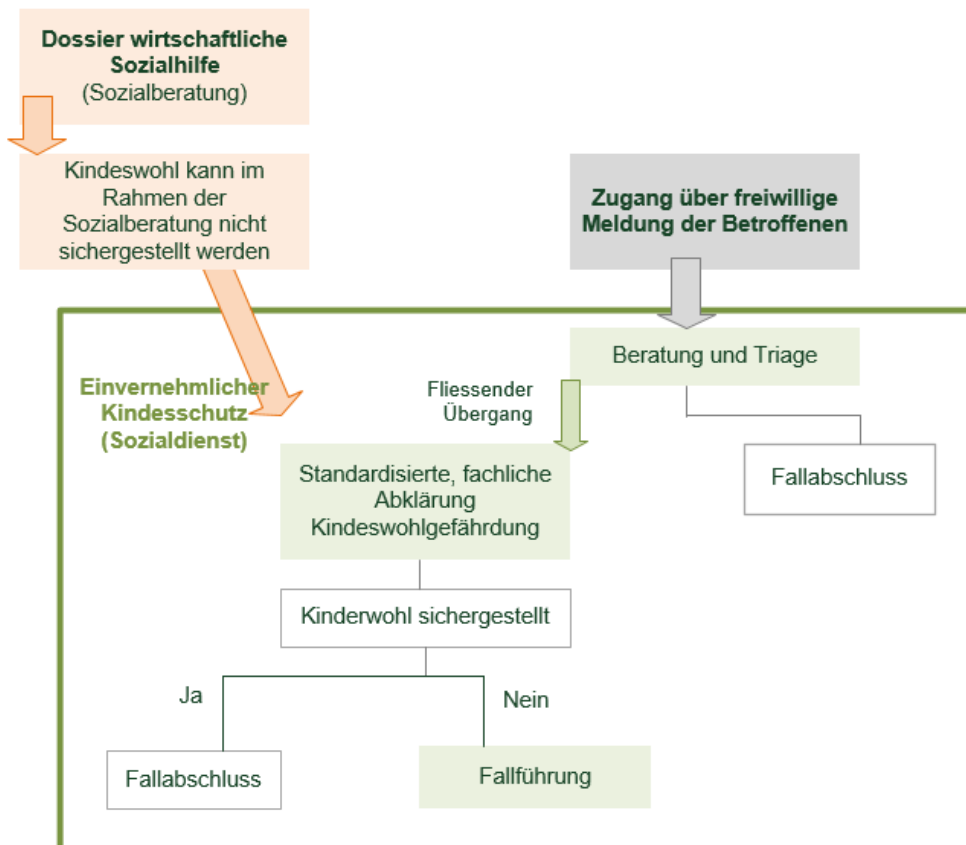 Dossier wirtschaftliche
Sozialhilfe
(Sozialberatung)
Kindeswohl kann im
Rahmen der
Sozialberatung nicht
sichergestellt werden
Zugang über freiwillige
Meldung der Betroffenen
Beratung und Triage
Einvernehmlicher
Kindesschutz
(Sozialdienst)
Fliessender
Übergang
Fallabschluss
Standardisierte, fachliche
Abklärung
Kindeswohlgefährdung
Kinderwohl sichergestellt
Ja
Nein
Fallabschluss
Fallführung